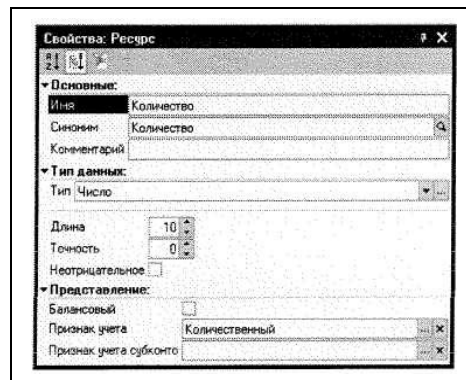 Свойства: Ресурс
Основные:
Имя Количество
Синоним Количество
Комментарий
Тип данных:
Тип Число
Длина 10
Точность 0
Неотрицательное
Представление:
Балансовый
Признак учета Количественный
Признак учета субконто